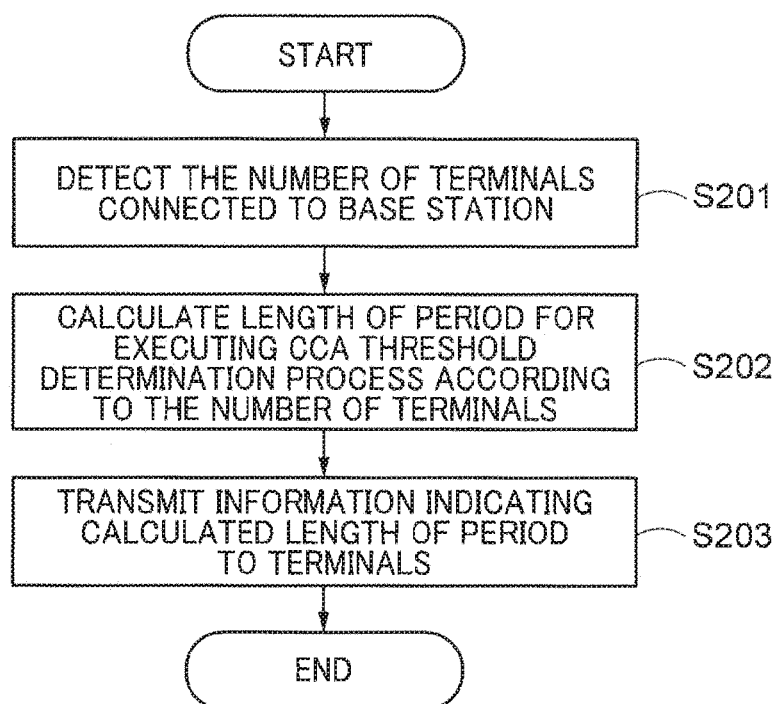 START
DETECT THE NUMBER OF TERMINALS
CONNECTED TO BASE STATION
S201
CALCULATE LENGTH OF PERIOD FOR
EXECUTING CCA THRESHOLD
DETERMINATION PROCESS ACCORDING
TO THE NUMBER OF TERMINALS
S202
TRANSMIT INFORMATION INDICATING
CALCULATED LENGTH OF PERIOD
TO TERMINALS
S203
END